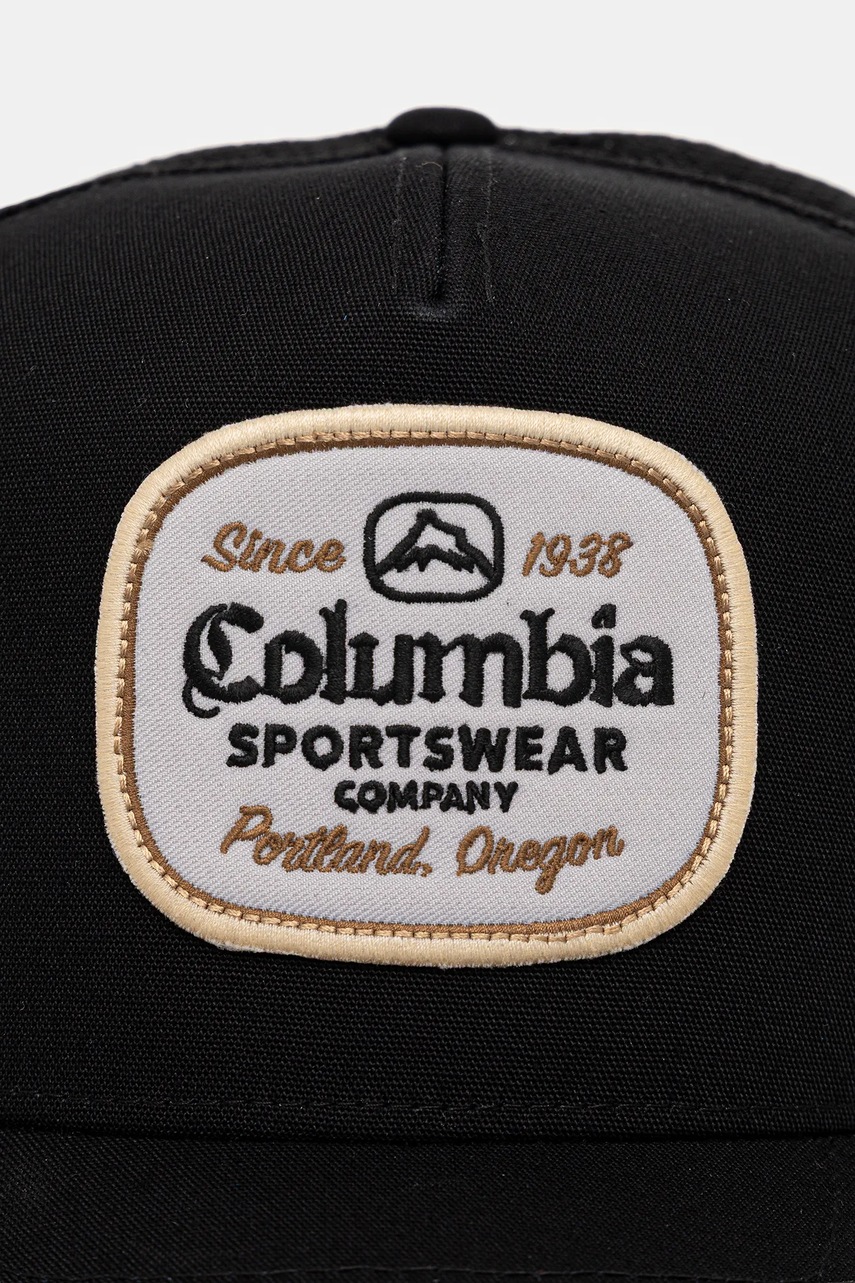 Since 1938
Columbia
SPORTSWEAR
COMPANY
Portland, Oregon